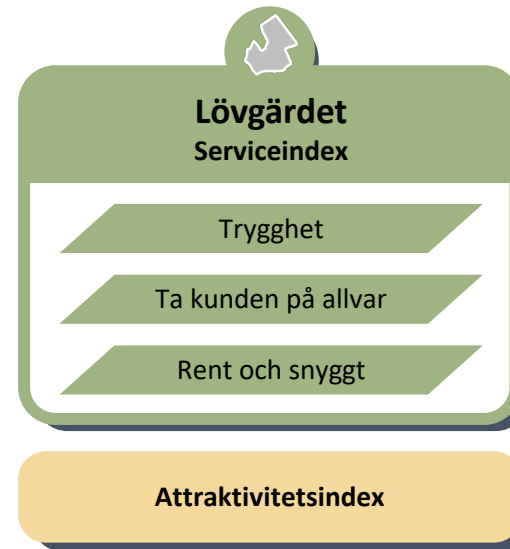 Lövgärdet
Serviceindex
Trygghet
Ta kunden på allvar
Rent och snyggt
Attraktivitetsindex